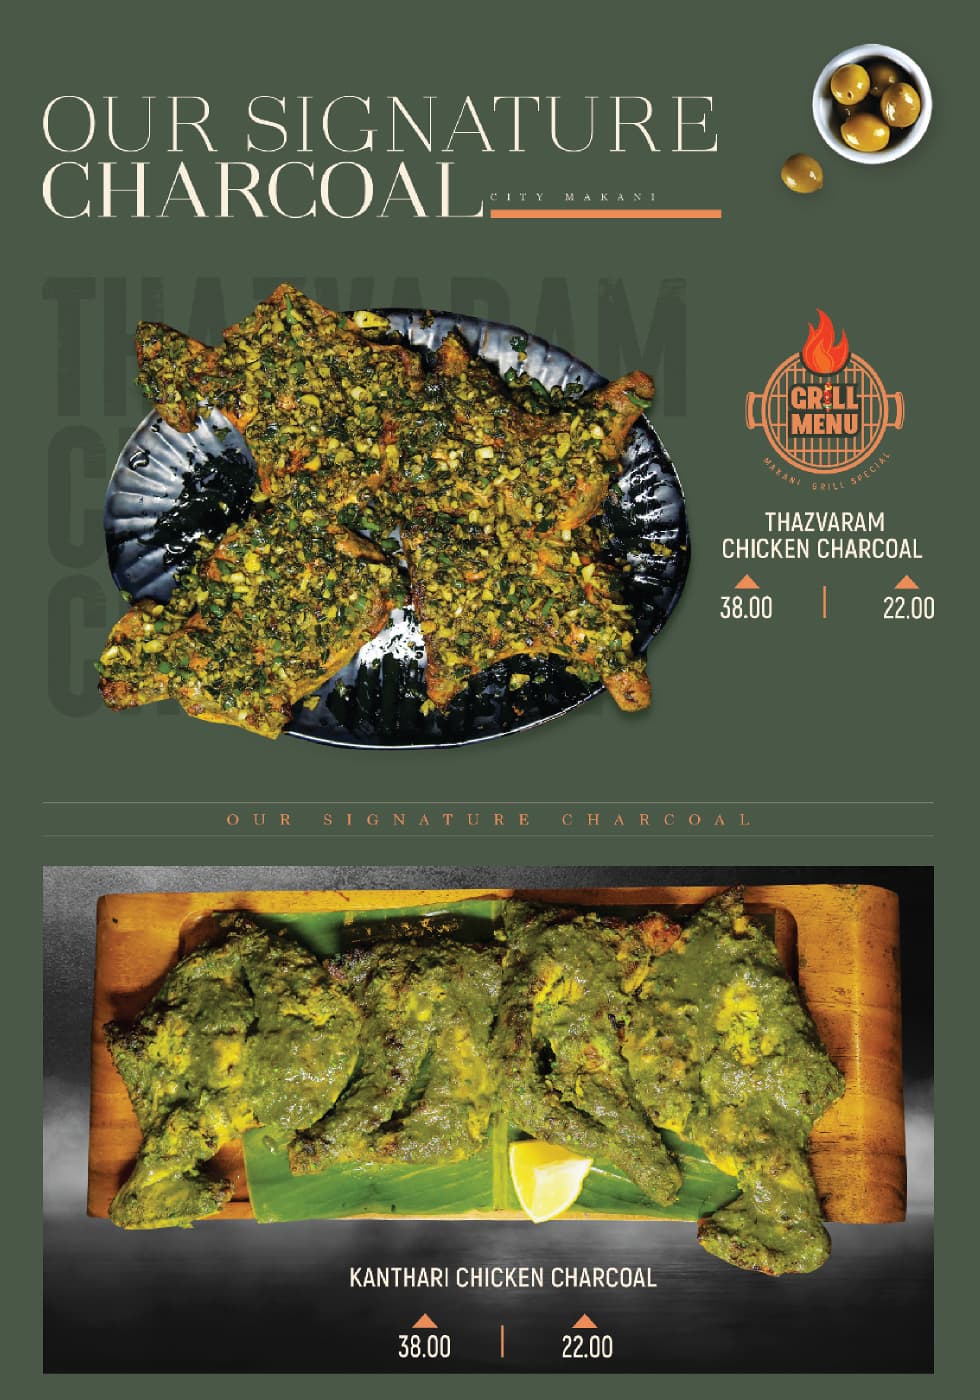 OUR SIGNATURE
CHARCOAL
CITY MAKANI
THAZVARAM
GRILL
MENU
MAKANI GRILL SPECIAL
THAZVARAM
CHICKEN CHARCOAL
38.00 | 22.00
OUR SIGNATURE CHARCOAL
KANTHARI CHICKEN CHARCOAL
38.00 | 22.00